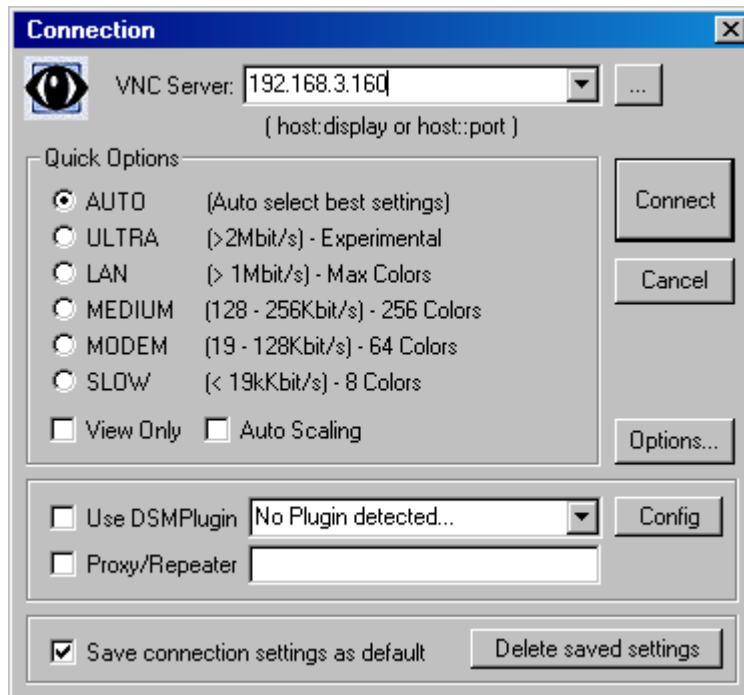 Connection
VNC Server: 192.168.3.160 ...
( host:display or host::port )
Quick Options
AUTO (Auto select best settings)
ULTRA (>2Mbit/s) - Experimental
LAN (> 1Mbit/s) - Max Colors
MEDIUM (128 - 256Kbit/s) - 256 Colors
MODEM (19 - 128Kbit/s) - 64 Colors
SLOW (< 19kKbit/s) - 8 Colors
View Only Auto Scaling
Connect
Cancel
Options...
Use DSMPlugin No Plugin detected... Config
Proxy/Repeater
Save connection settings as default Delete saved settings